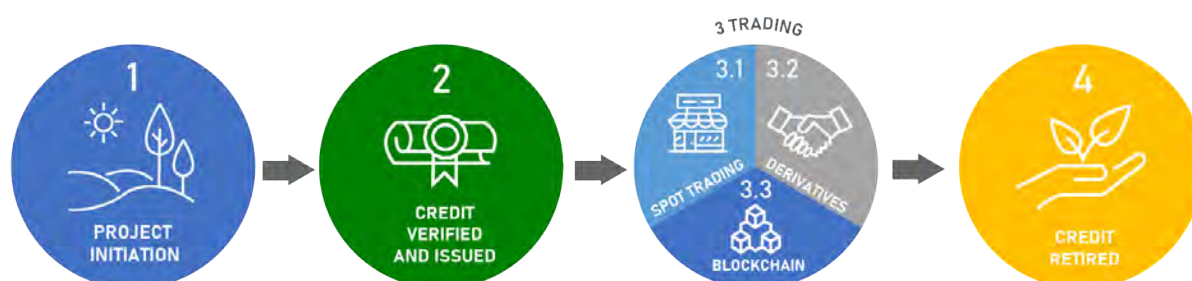 1
PROJECT
INITIATION
2
CREDIT
VERIFIED
AND ISSUED
3 TRADING
3.1
SPOT TRADING
3.2
DERIVATIVES
3.3
BLOCKCHAIN
4
CREDIT
RETIRED